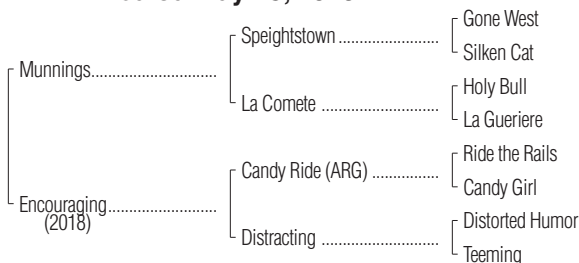 Gone West
Speightstown
Silken Cat
Munnings
Holy Bull
La Comete
La Gueriere
Ride the Rails
Candy Ride (ARG)
Candy Girl
Encouraging
(2018)
Distorted Humor
Distracting
Teeming